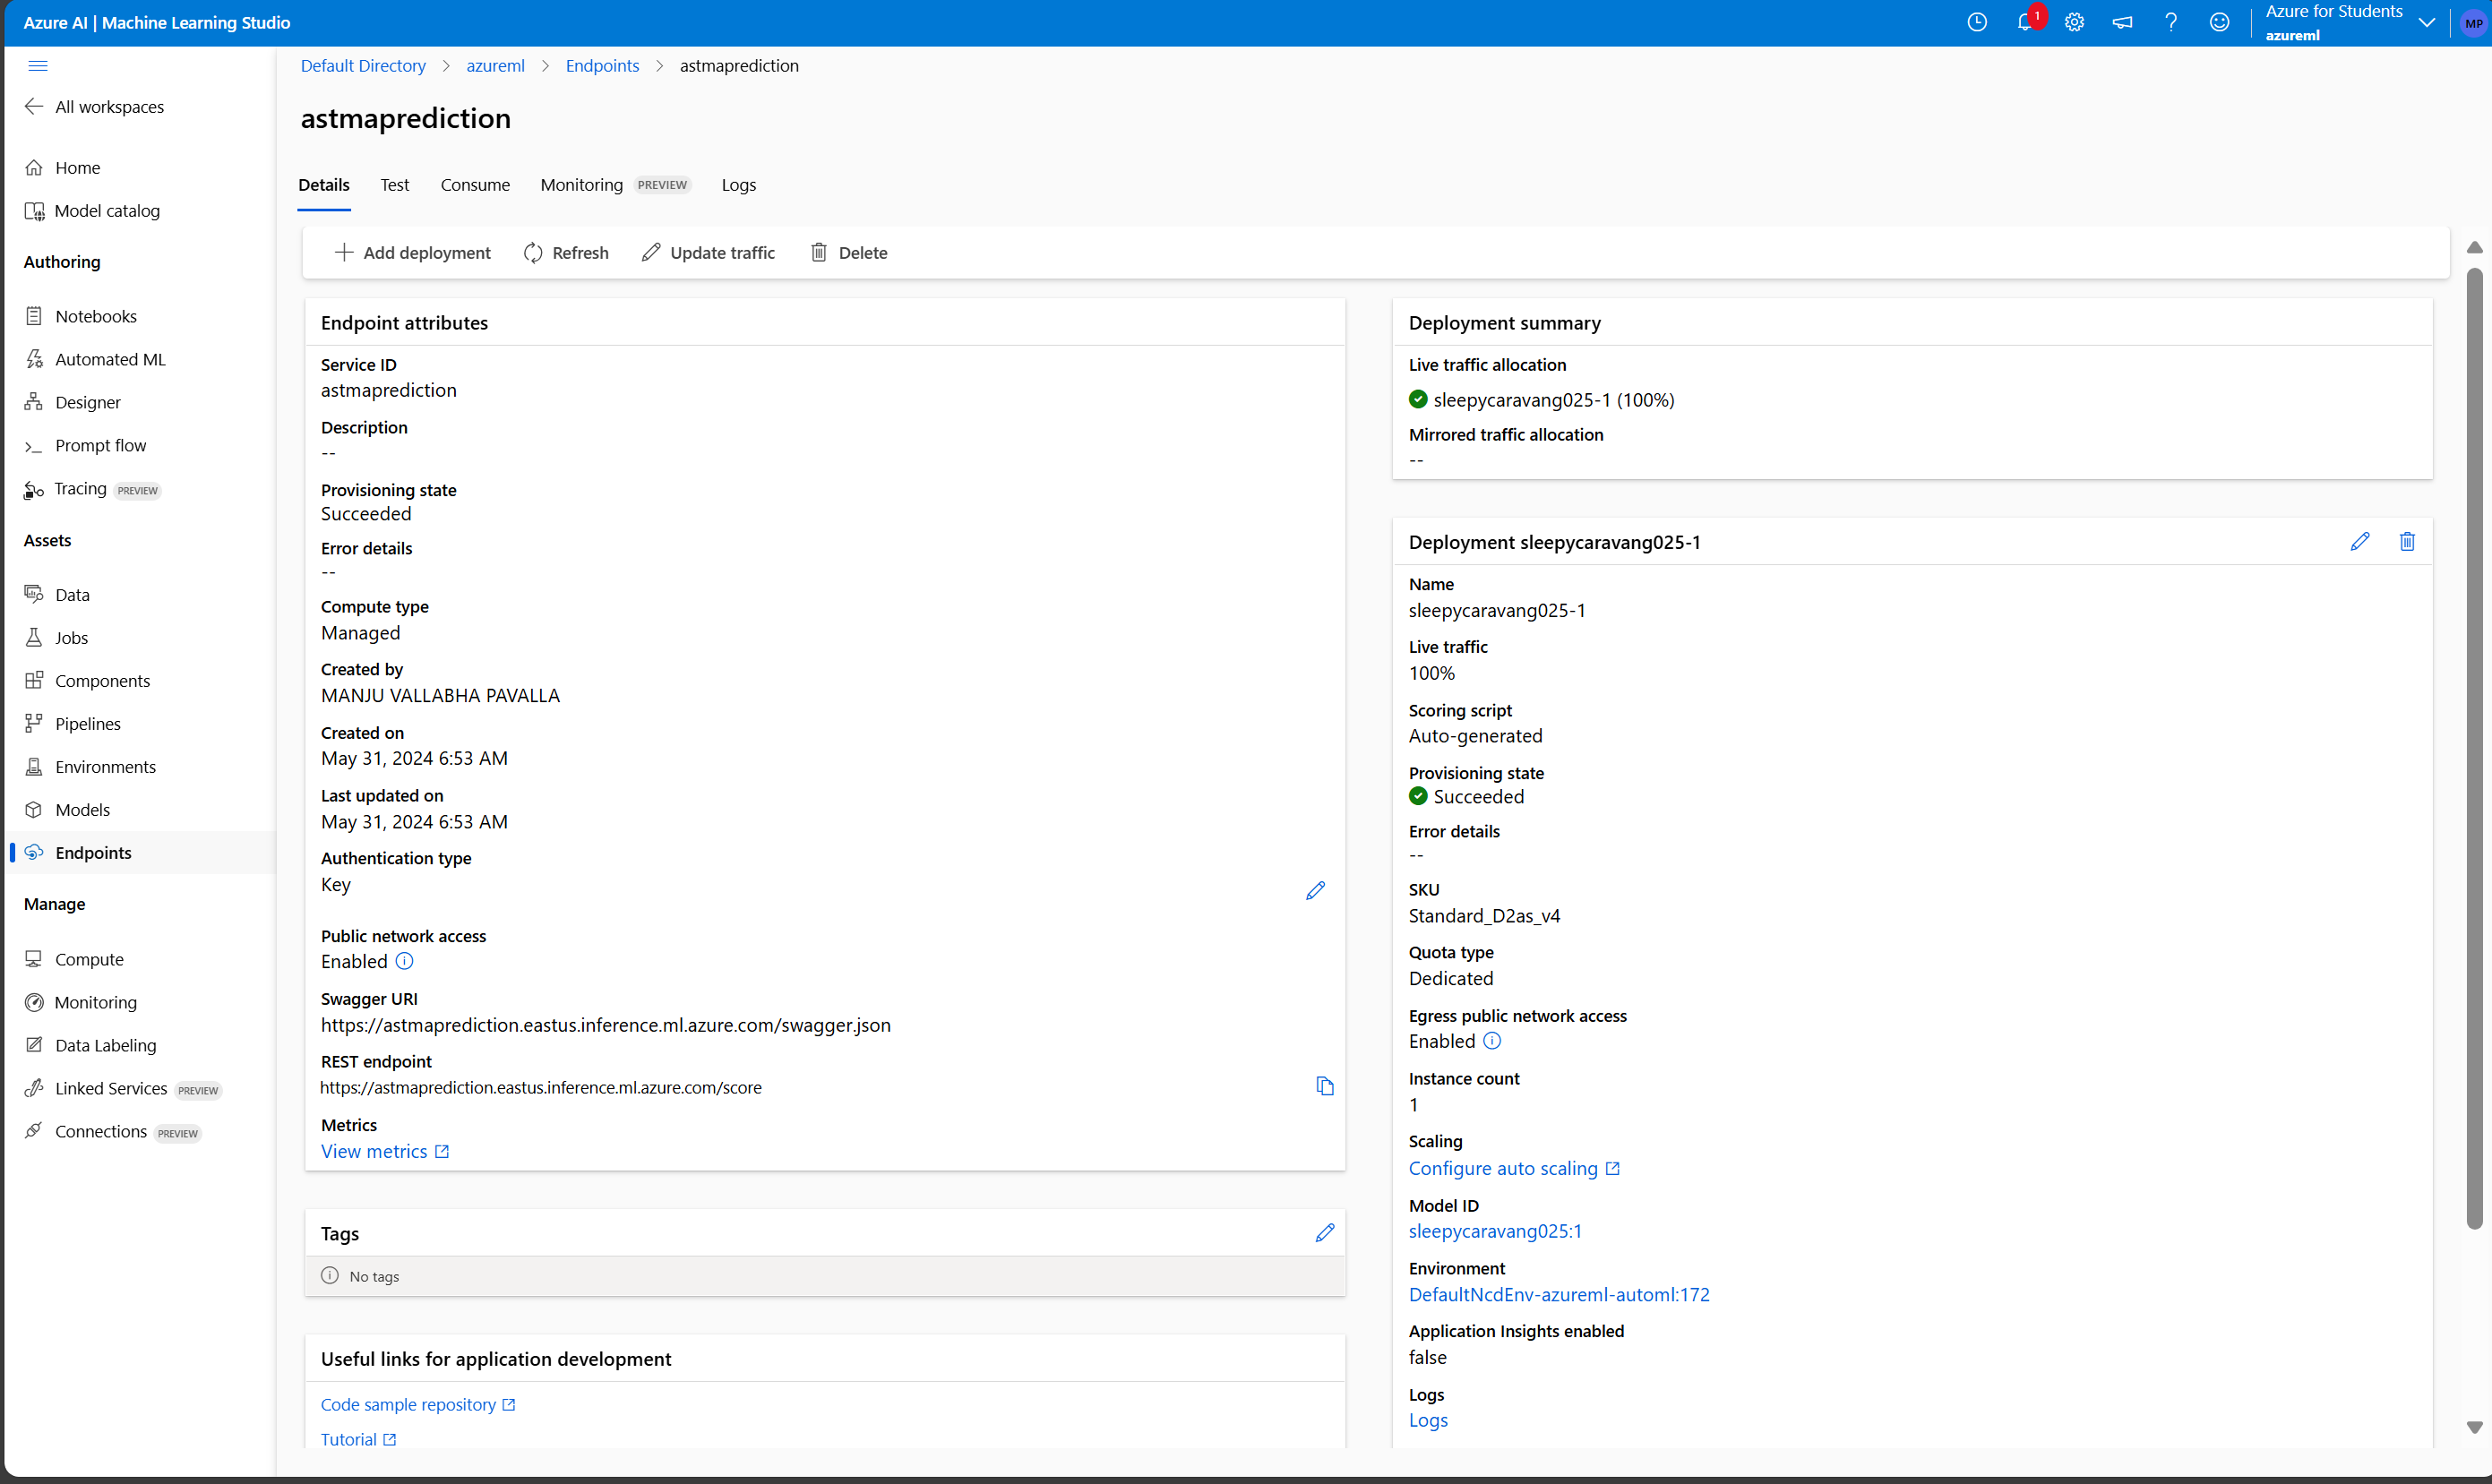 Azure AI | Machine Learning Studio
1
Azure for Students
azureml
MP
All workspaces
Home
Model catalog
Authoring
Notebooks
Automated ML
Designer
Prompt flow
Tracing PREVIEW
Assets
Data
Jobs
Components
Pipelines
Environments
Models
Endpoints
Manage
Compute
Monitoring
Data Labeling
Linked Services PREVIEW
Connections PREVIEW
Default Directory > azureml > Endpoints > astmaprediction
astmaprediction
Details Test Consume Monitoring PREVIEW Logs
Add deployment Refresh Update traffic Delete
Endpoint attributes
Service ID
astmaprediction
Description
--
Provisioning state
Succeeded
Error details
--
Compute type
Managed
Created by
MANJU VALLABHA PAVALLA
Created on
May 31, 2024 6:53 AM
Last updated on
May 31, 2024 6:53 AM
Authentication type
Key
Public network access
Enabled
Swagger URI
https://astmaprediction.eastus.inference.ml.azure.com/swagger.json
REST endpoint
https://astmaprediction.eastus.inference.ml.azure.com/score
Metrics
View metrics
Tags
No tags
Useful links for application development
Code sample repository
Tutorial
Deployment summary
Live traffic allocation
sleepycaravang025-1 (100%)
Mirrored traffic allocation
--
Deployment sleepycaravang025-1
Name
sleepycaravang025-1
Live traffic
100%
Scoring script
Auto-generated
Provisioning state
Succeeded
Error details
--
SKU
Standard_D2as_v4
Quota type
Dedicated
Egress public network access
Enabled
Instance count
1
Scaling
Configure auto scaling
Model ID
sleepycaravang025:1
Environment
DefaultNcdEnv-azureml-automl:172
Application Insights enabled
false
Logs
Logs